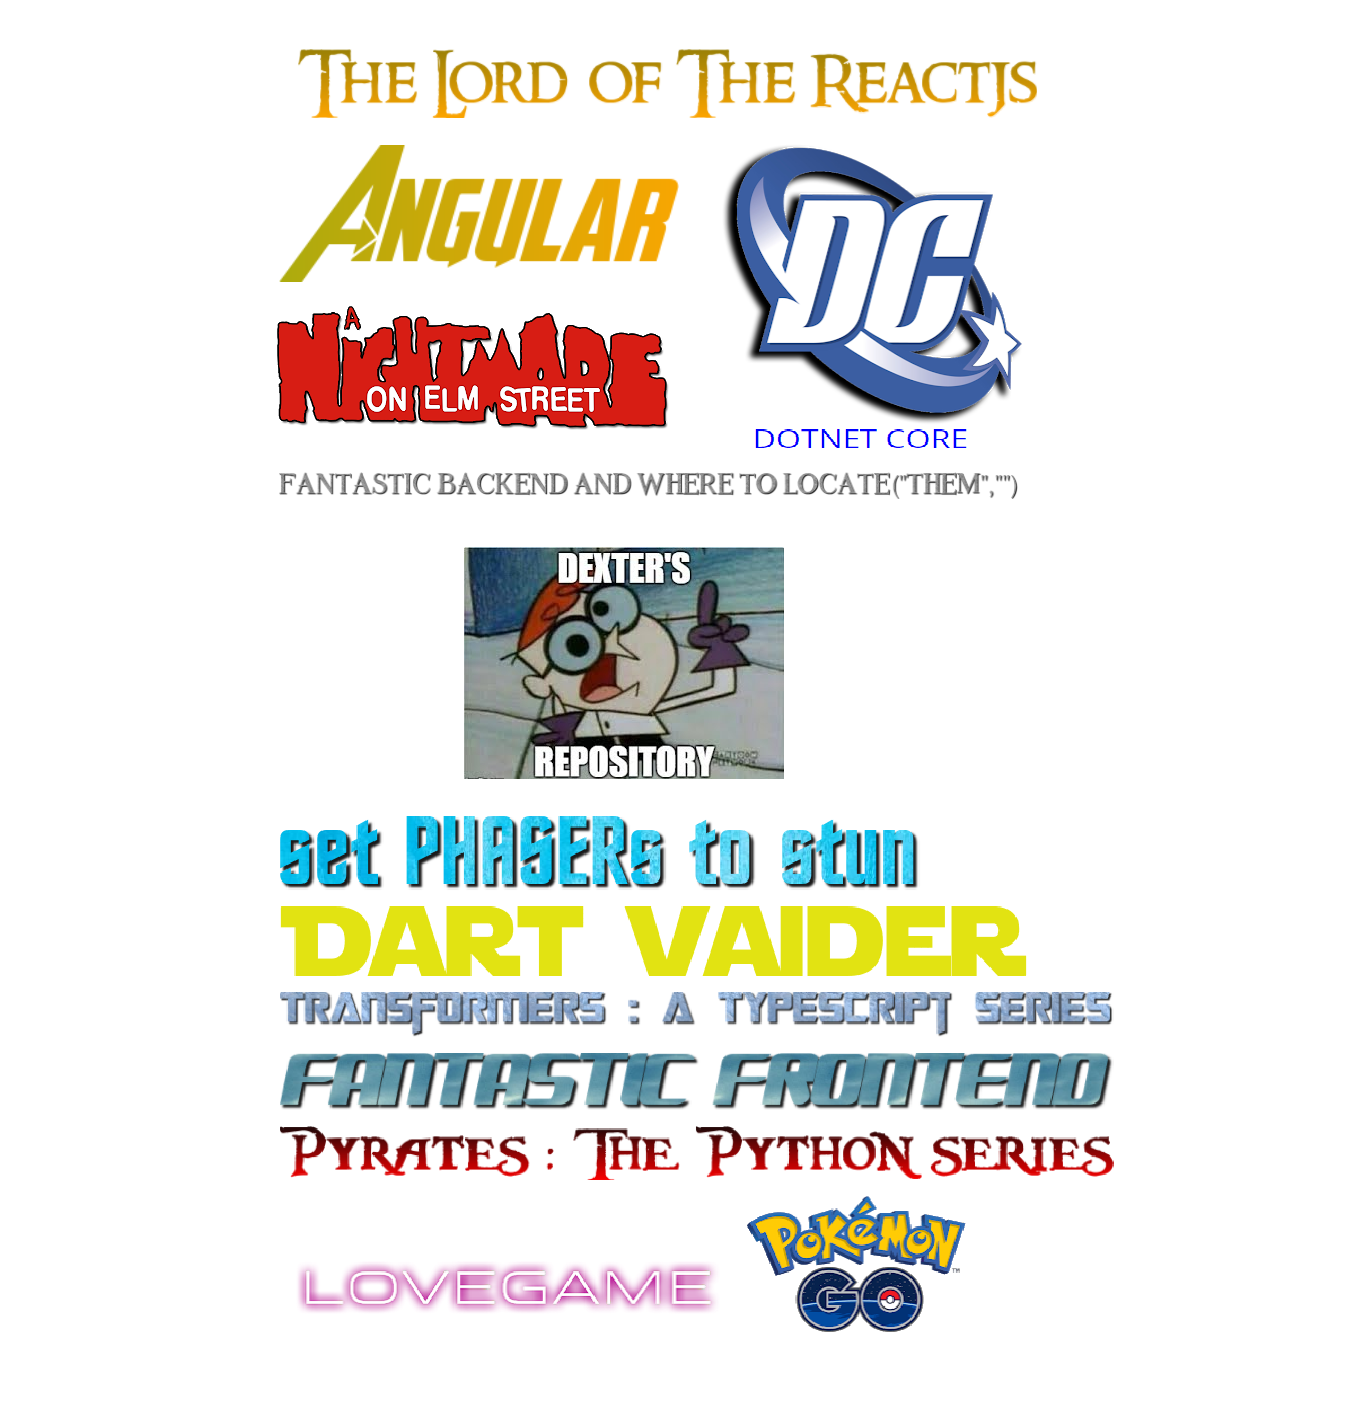 The Lord of The Reactjs
ANGULAR
DC
A
NIGHTMARE
ON ELM STREET
DOTNET CORE
FANTASTIC BACKEND AND WHERE TO LOCATE("THEM","")
DEXTER'S
REPOSITORY
set PHASERs to stun
DART VAIDER
TRANSFORMERS : A TYPESCRIPT SERIES
FANTASTIC FRONTEND
PYRATES : THE PYTHON SERIES
POKéMON
TM
GO
LOVEGAME